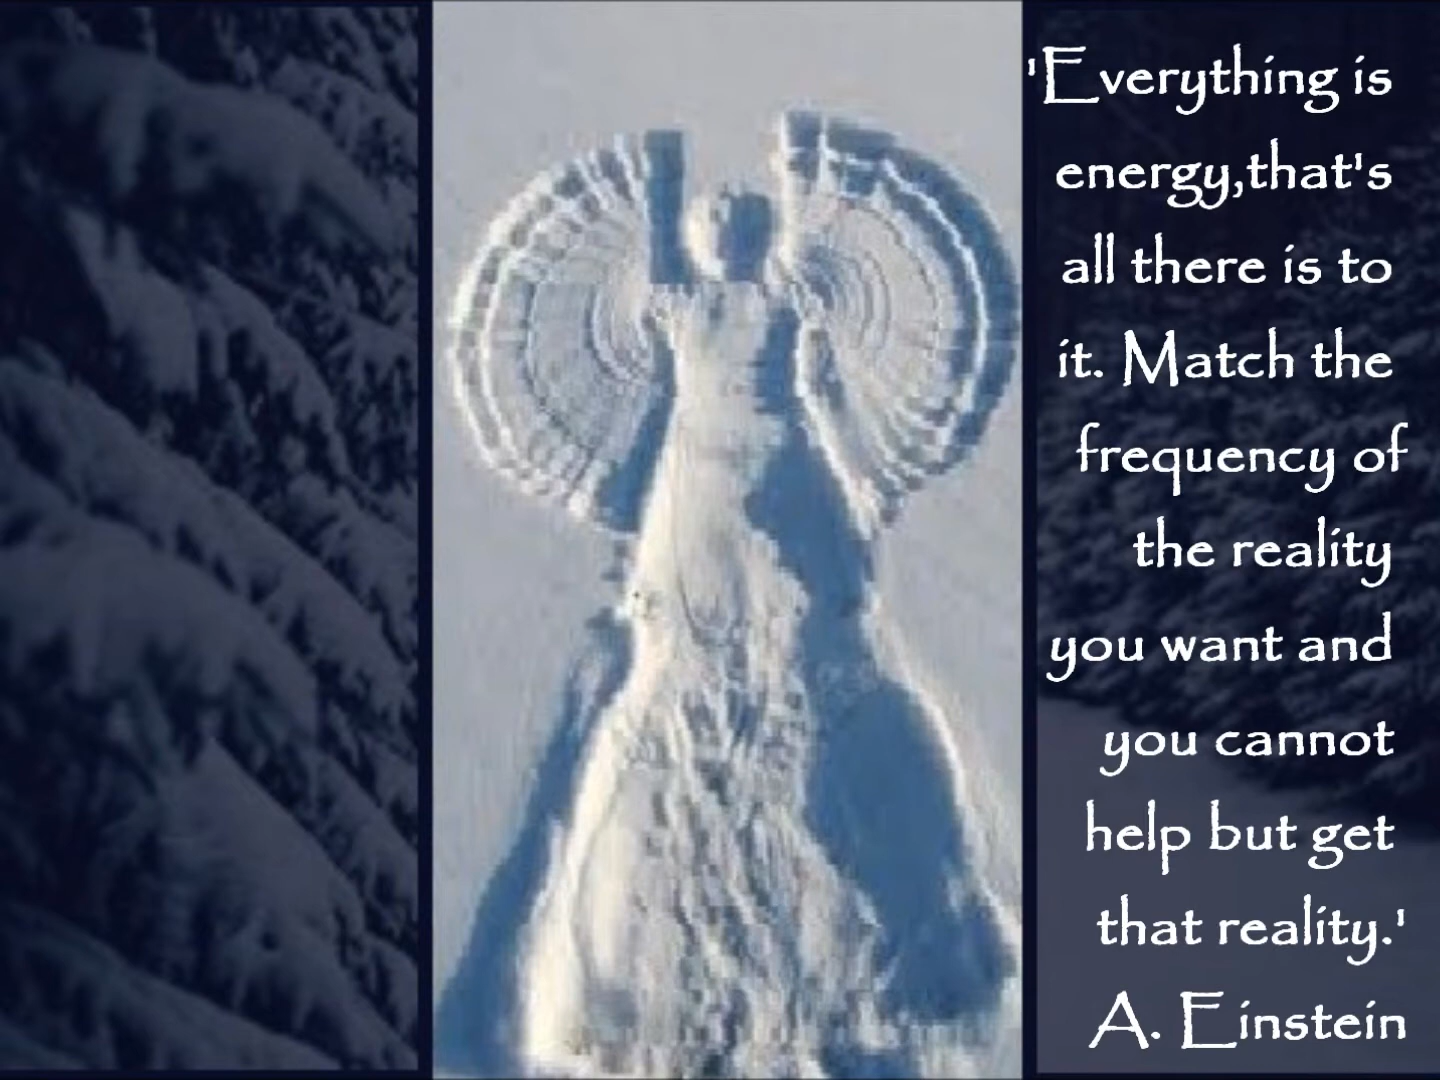 'Everything is
energy,that's
all there is to
it. Match the
frequency of
the reality
you want and
you cannot
help but get
that reality.'
A. Einstein